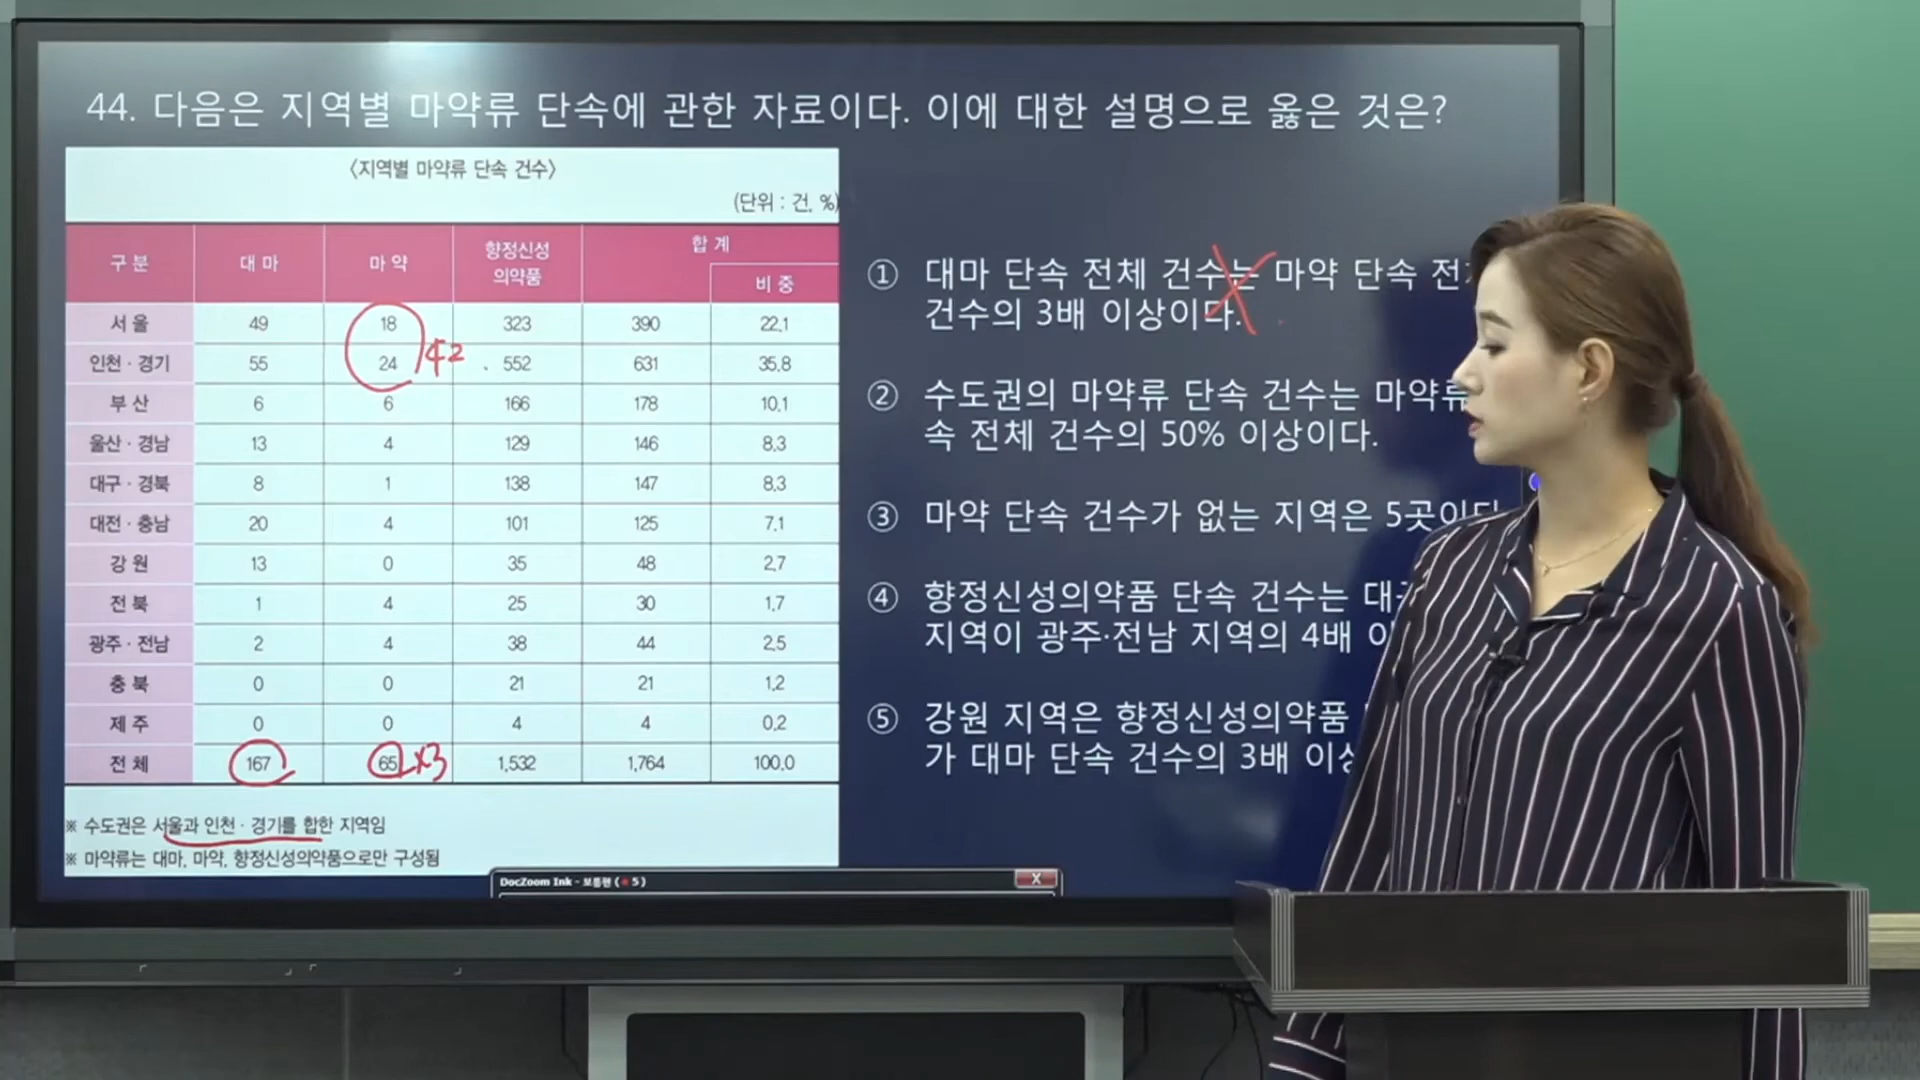 44. 다음은 지역별 마약류 단속에 관한 자료이다. 이에 대한 설명으로 옳은 것은?
〈지역별 마약류 단속 건수〉
(단위 : 건, %)
구 분 대 마 마 약 향정신성 의약품 합 계 비 중
서 울 49 18 323 390 22.1
인천 · 경기 55 24 552 631 35.8
42
부 산 6 6 166 178 10.1
울산 · 경남 13 4 129 146 8.3
대구 · 경북 8 1 138 147 8.3
대전 · 충남 20 4 101 125 7.1
강 원 13 0 35 48 2.7
전 북 1 4 25 30 1.7
광주 · 전남 2 4 38 44 2.5
충 북 0 0 21 21 1.2
제 주 0 0 4 4 0.2
전 체 167 65 x3 1,532 1,764 100.0
※ 수도권은 서울과 인천 · 경기를 합한 지역임
※ 마약류는 대마, 마약, 향정신성의약품으로만 구성됨
① 대마 단속 전체 건수는 마약 단속
건수의 3배 이상이다.
② 수도권의 마약류 단속 건수는 마약류
속 전체 건수의 50% 이상이다.
③ 마약 단속 건수가 없는 지역은 5곳이다
④ 향정신성의약품 단속 건수는
지역이 광주·전남 지역의 4배
⑤ 강원 지역은 향정신성의약품
가 대마 단속 건수의 3배
DocZoom Ink - 보통펜 ( 5 )
X